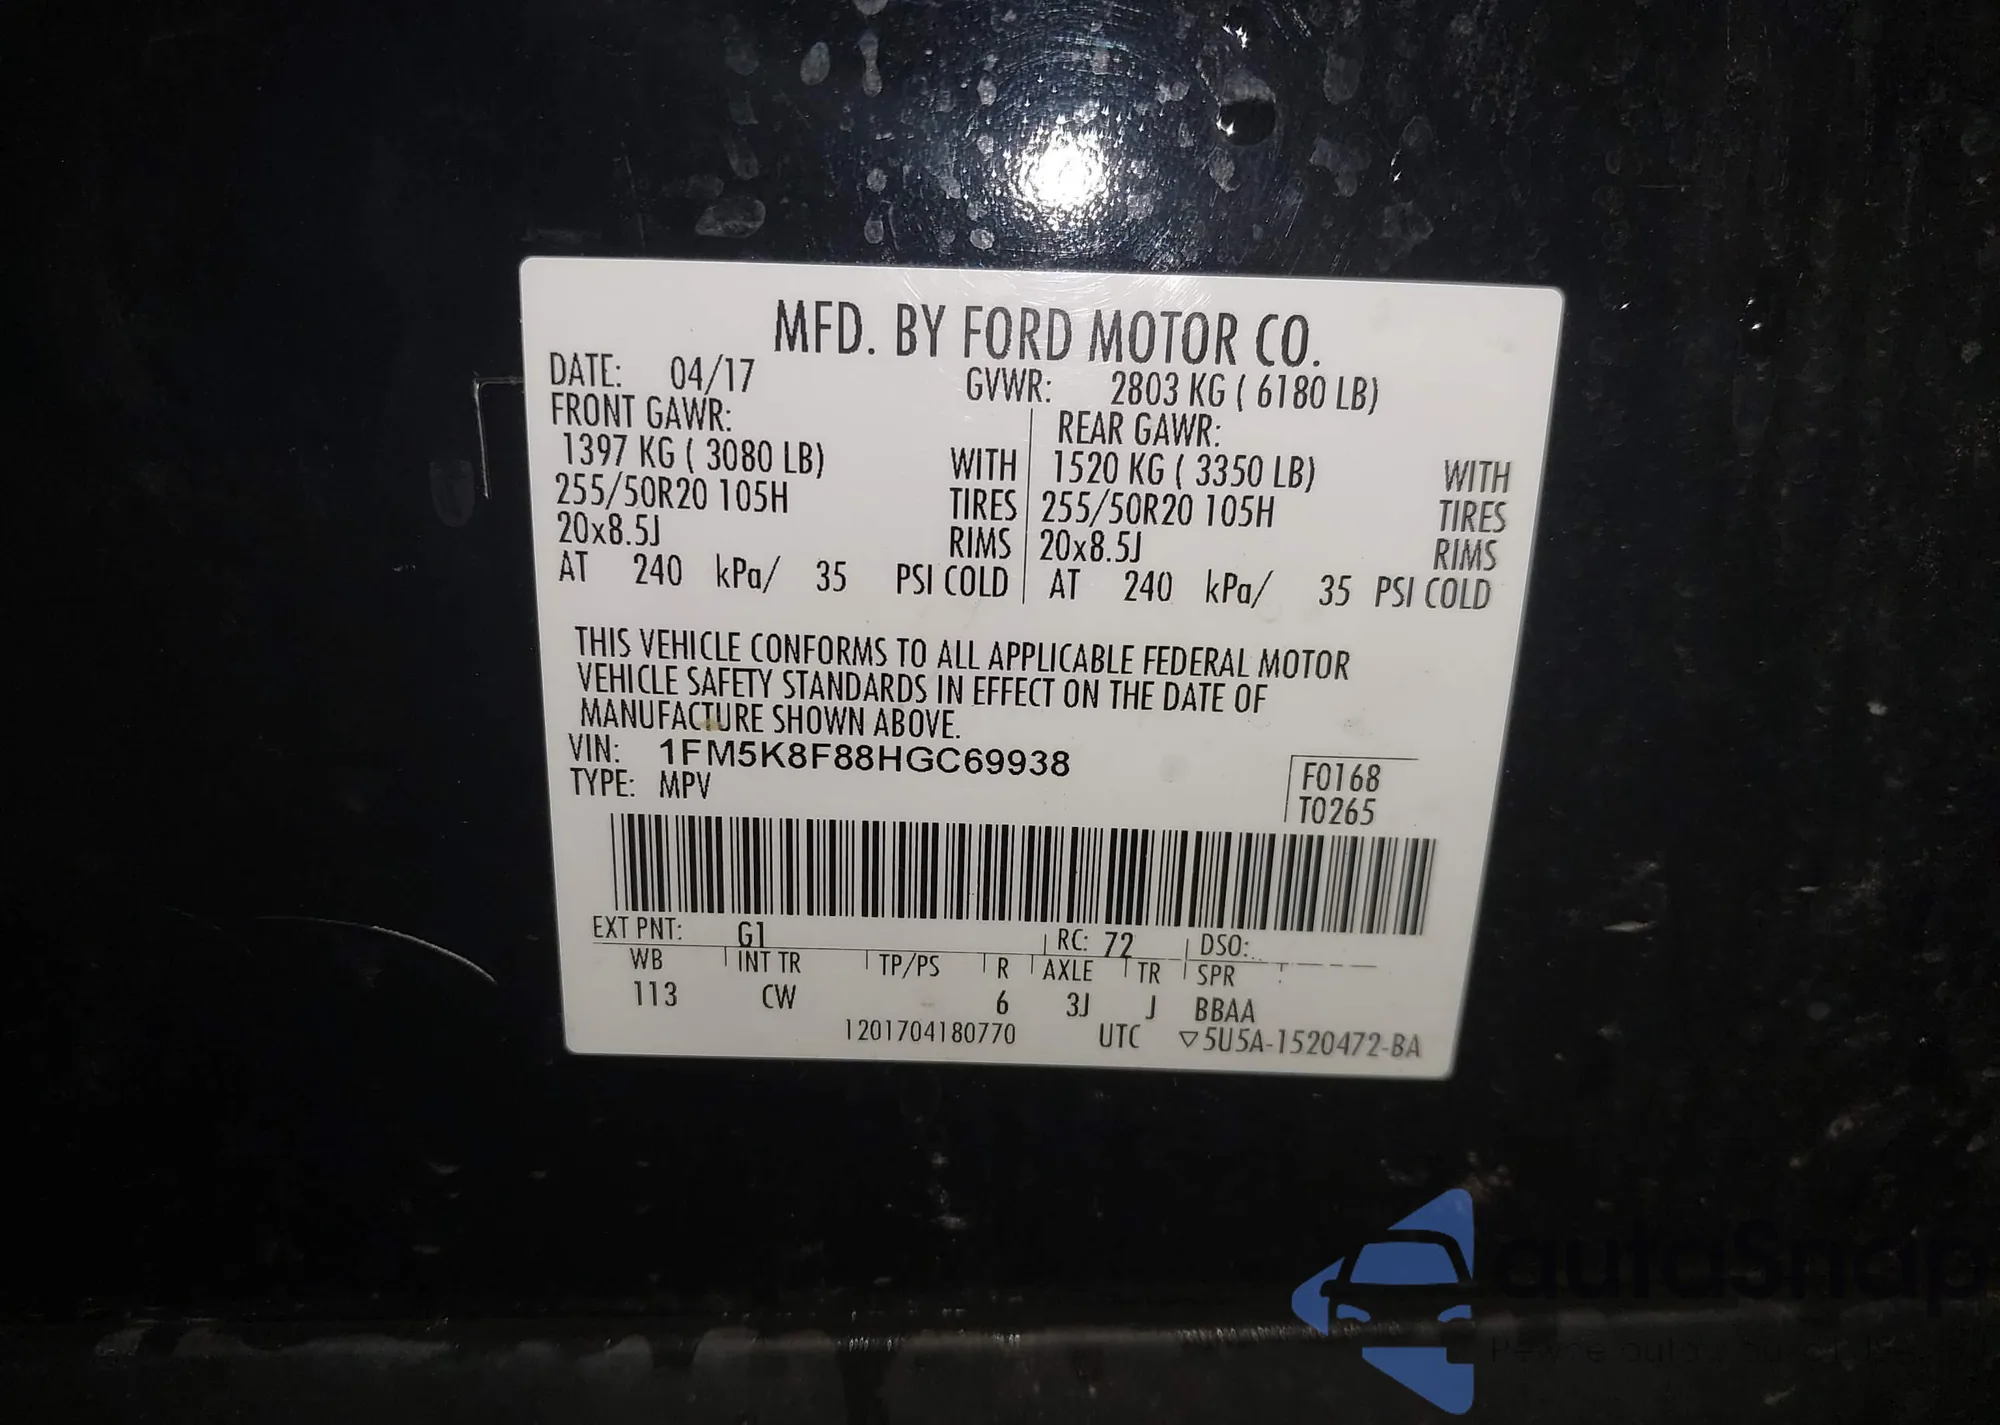 MFD. BY FORD MOTOR CO.
DATE: 04/17 GVWR: 2803 KG ( 6180 LB)
FRONT GAWR: REAR GAWR:
1397 KG ( 3080 LB) WITH 1520 KG ( 3350 LB) WITH
255/50R20 105H TIRES 255/50R20 105H TIRES
20x8.5J RIMS 20x8.5J RIMS
AT 240 kPa/ 35 PSI COLD AT 240 kPa/ 35 PSI COLD
THIS VEHICLE CONFORMS TO ALL APPLICABLE FEDERAL MOTOR
VEHICLE SAFETY STANDARDS IN EFFECT ON THE DATE OF
MANUFACTURE SHOWN ABOVE.
VIN: 1FM5K8F88HGC69938
TYPE: MPV
F0168
T0265
EXT PNT: G1 RC: 72 DSO:
WB INT TR TP/PS R AXLE TR SPR
113 CW 6 3J J BBAA
1201704180770 UTC ▽5U5A-1520472-BA
autoSnap